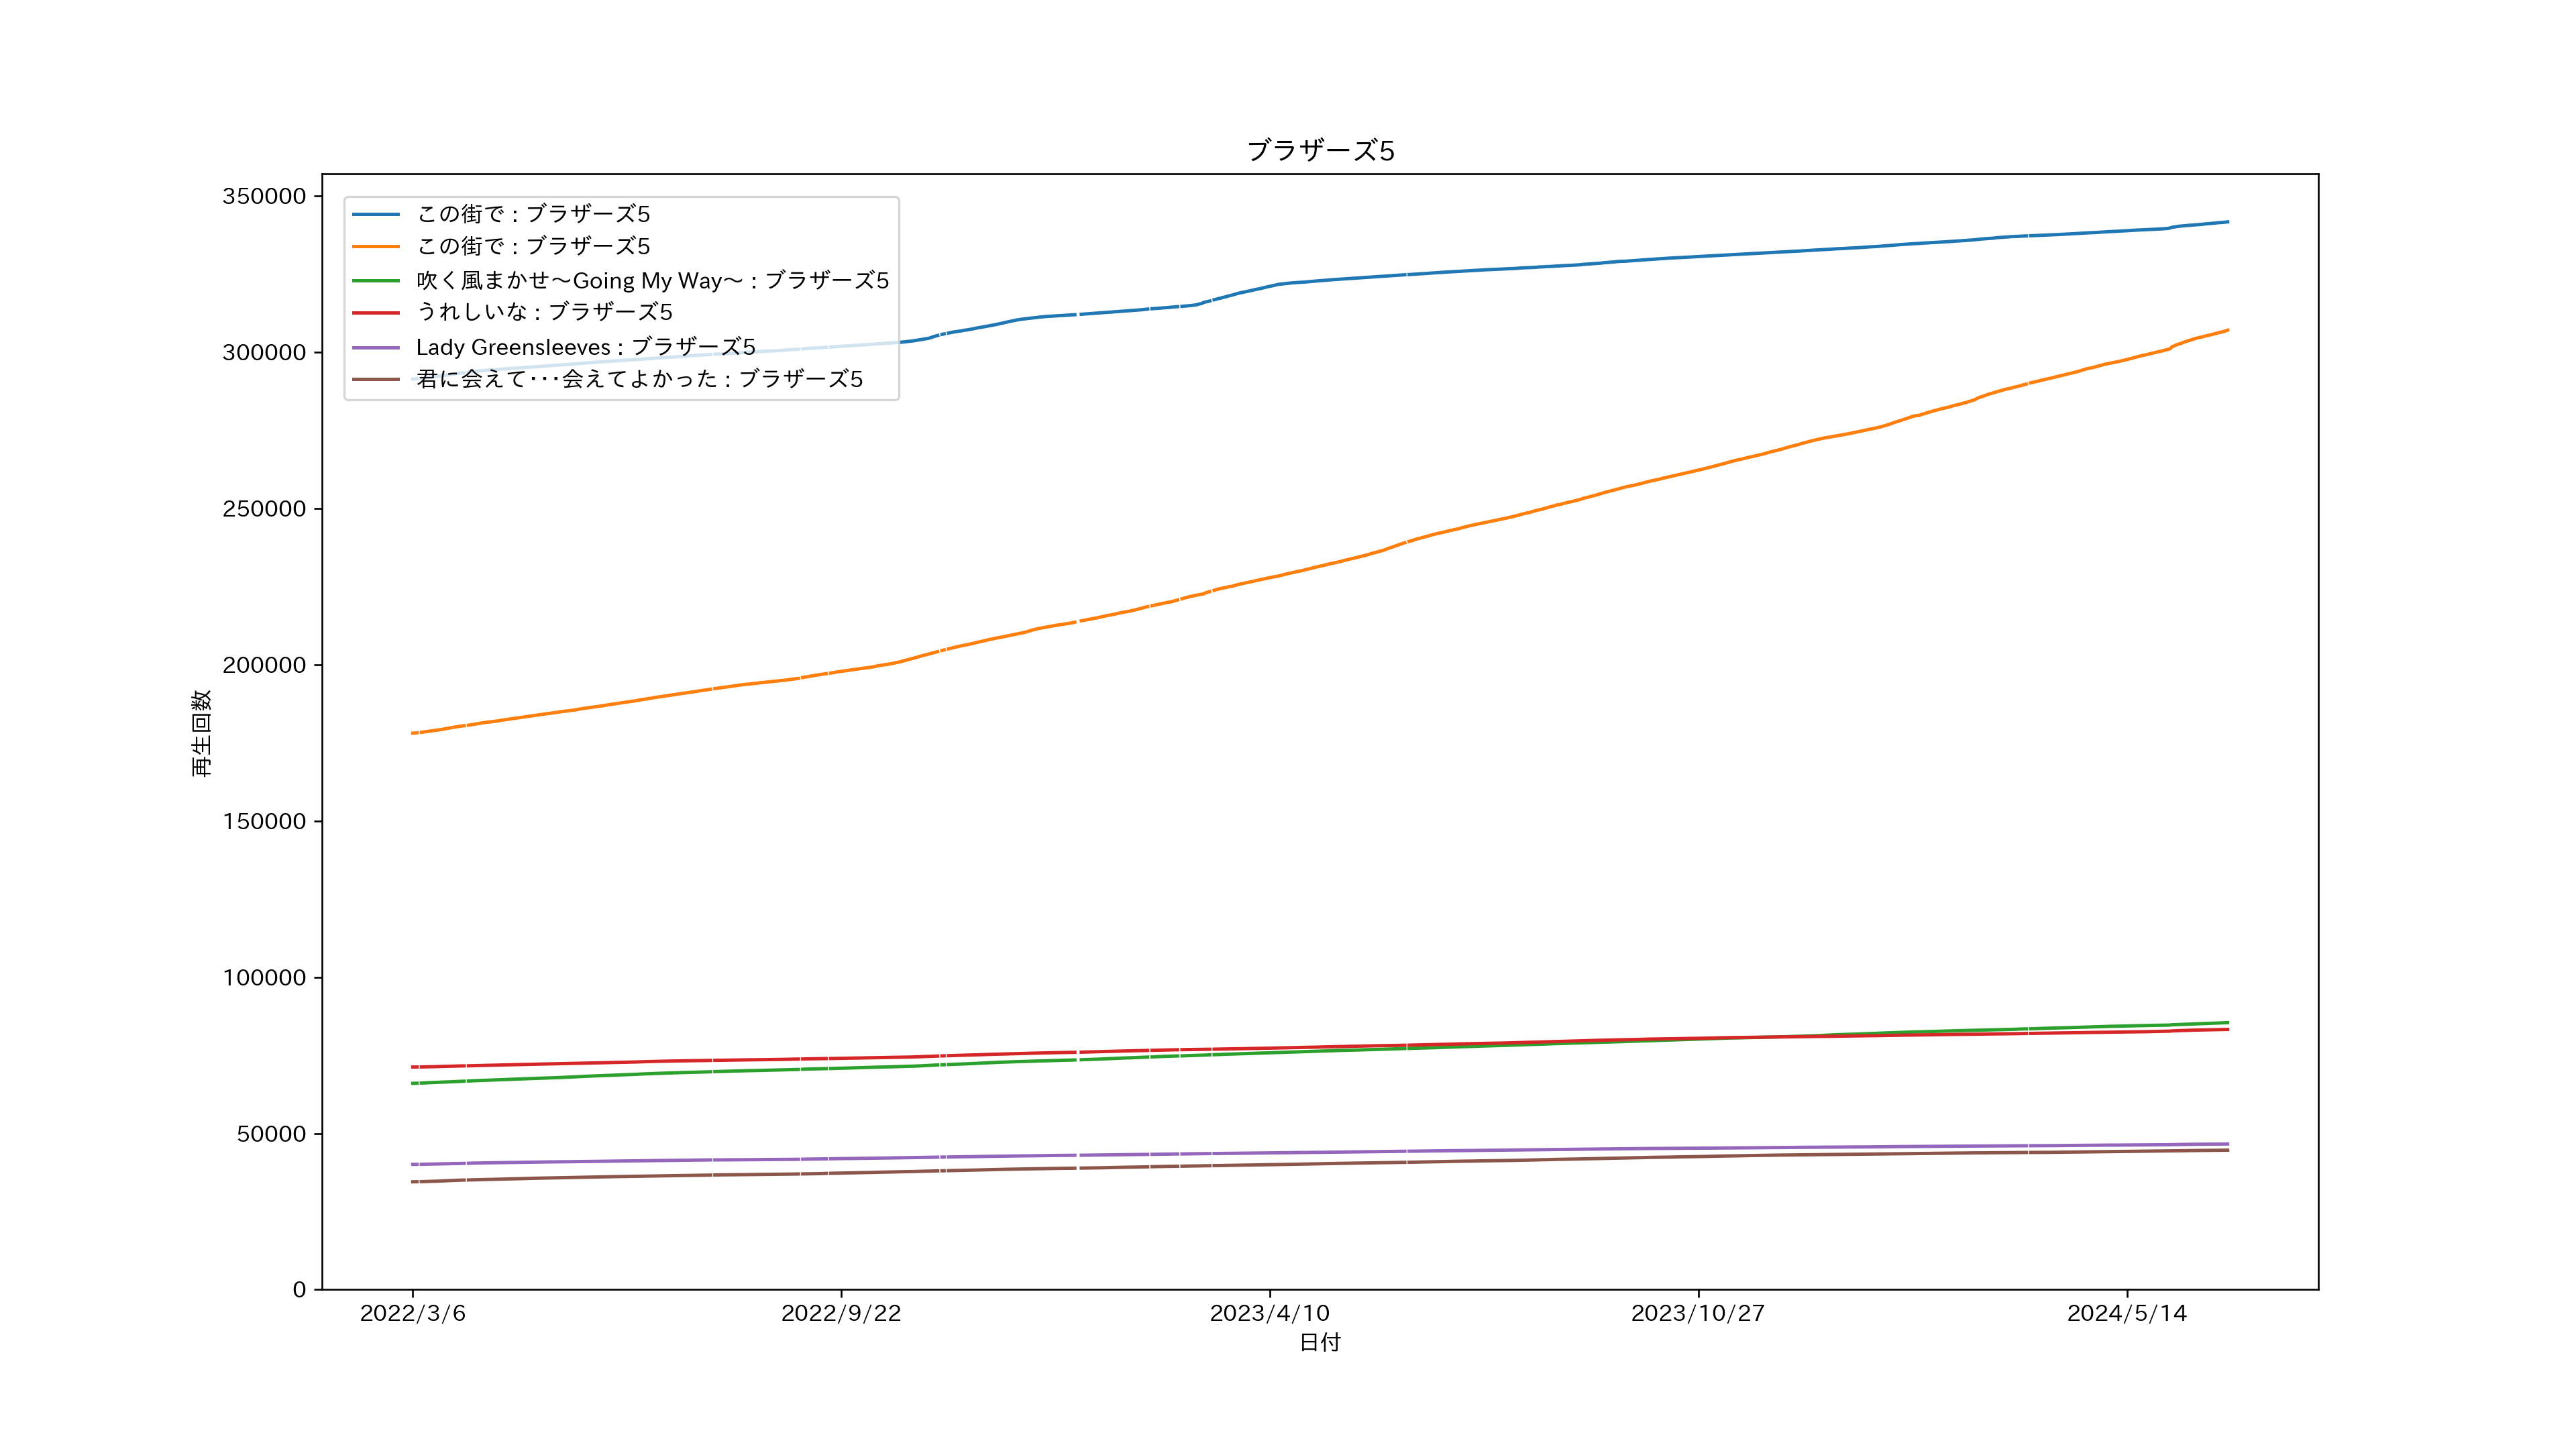 ブラザーズ5
350000
300000
250000
200000
150000
100000
50000
0
再生回数
この街で : ブラザーズ5
この街で : ブラザーズ5
吹く風まかせ〜Going My Way〜 : ブラザーズ5
うれしいな : ブラザーズ5
Lady Greensleeves : ブラザーズ5
君に会えて･･･会えてよかった : ブラザーズ5
2022/3/6
2022/9/22
2023/4/10
2023/10/27
2024/5/14
日付